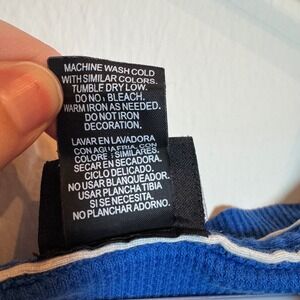 MACHINE WASH COLD
WITH SIMILAR COLORS.
TUMBLE DRY LOW.
DO NO BLEACH.
WARM IRON AS NEEDED.
DO NOT IRON
DECORATION.
LAVAR EN LAVADORA
CON AGUA FRIA, CON
COLORE SIMILARES.
SECAR EN SECADORA.
CICLO DELICADO.
NO USAR BLANQUEADOR.
USAR PLANCHA TIBIA
SI SE NECESITA.
NO PLANCHAR ADORNO.